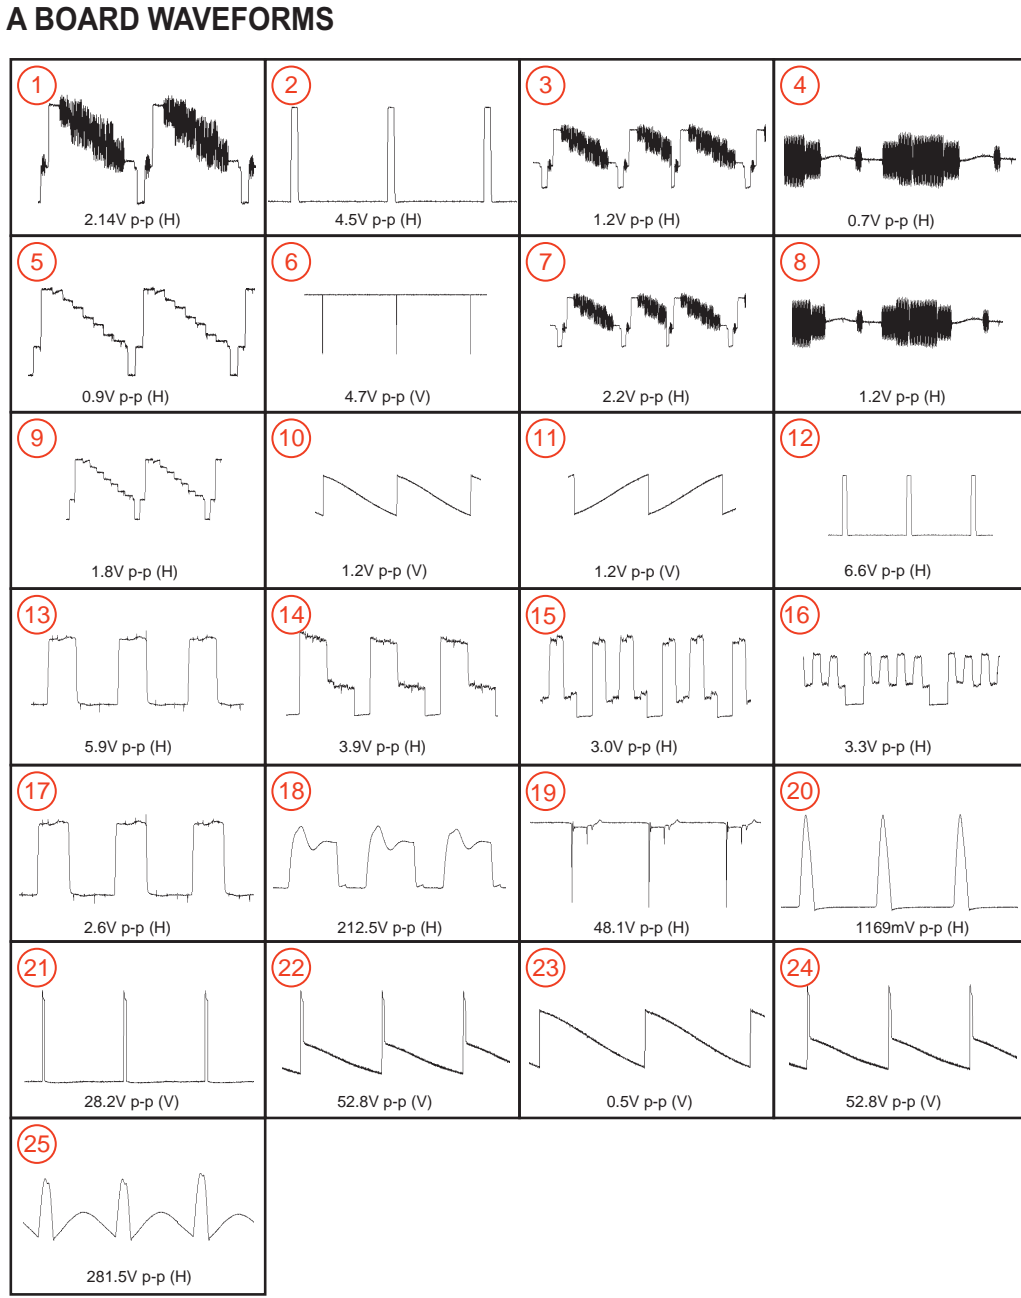 A BOARD WAVEFORMS
1
2.14V p-p (H)
2
4.5V p-p (H)
3
1.2V p-p (H)
4
0.7V p-p (H)
5
0.9V p-p (H)
6
4.7V p-p (V)
7
2.2V p-p (H)
8
1.2V p-p (H)
9
1.8V p-p (H)
10
1.2V p-p (V)
11
1.2V p-p (V)
12
6.6V p-p (H)
13
5.9V p-p (H)
14
3.9V p-p (H)
15
3.0V p-p (H)
16
3.3V p-p (H)
17
2.6V p-p (H)
18
212.5V p-p (H)
19
48.1V p-p (H)
20
1169mV p-p (H)
21
28.2V p-p (V)
22
52.8V p-p (V)
23
0.5V p-p (V)
24
52.8V p-p (V)
25
281.5V p-p (H)